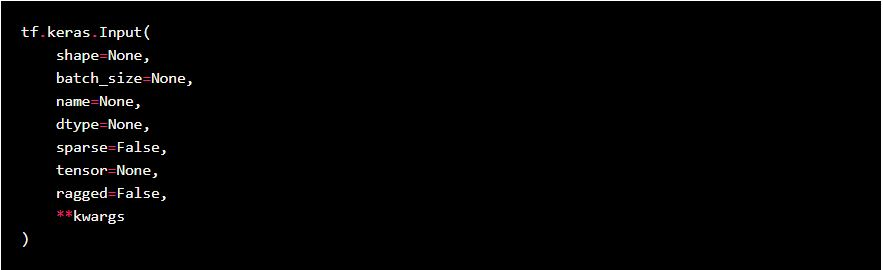 tf.keras.Input(
    shape=None,
    batch_size=None,
    name=None,
    dtype=None,
    sparse=False,
    tensor=None,
    ragged=False,
    **kwargs
)